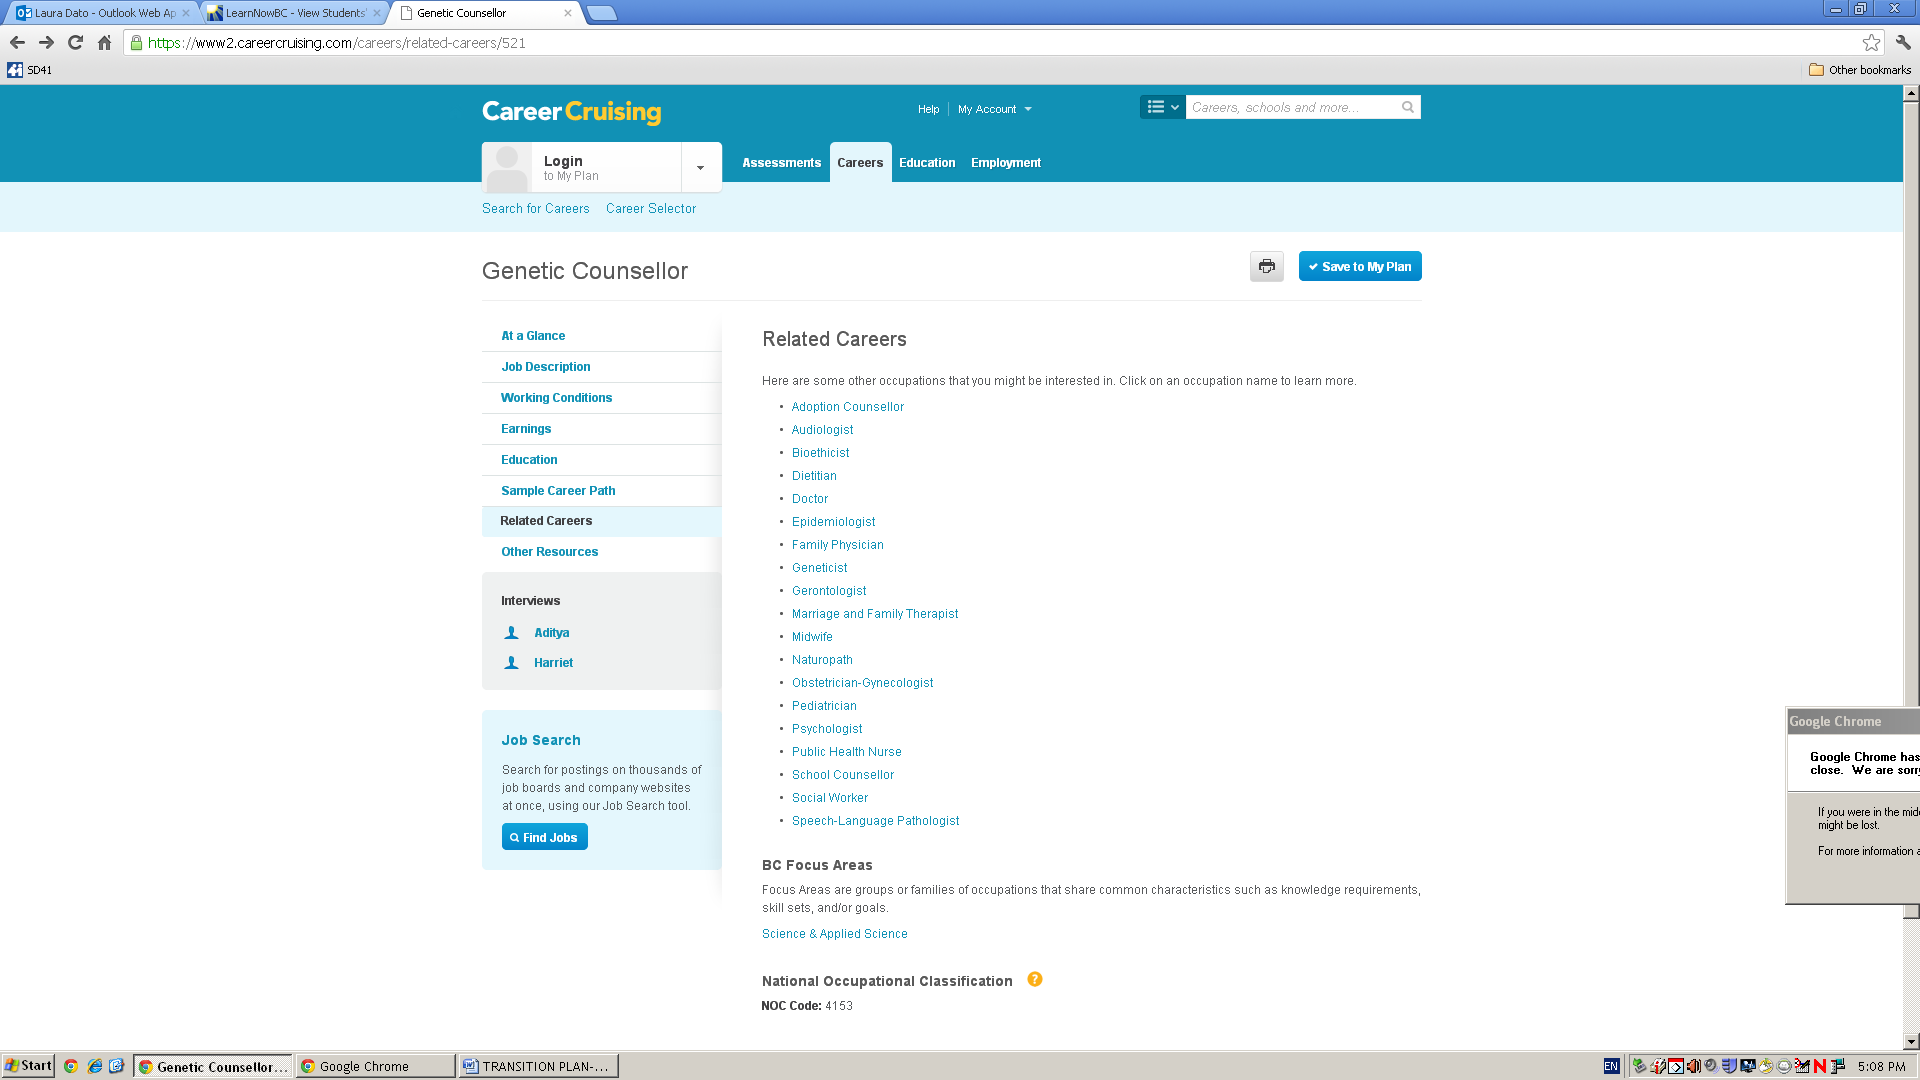 Laura Dato - Outlook Web Ap
LearnNowBC - View Students'
Genetic Counsellor
https://www2.careercruising.com/careers/related-careers/521
SD41
Other bookmarks
Career Cruising
Help
My Account
Careers, schools and more...
Login
to My Plan
Assessments
Careers
Education
Employment
Search for Careers
Career Selector
Genetic Counsellor
Save to My Plan
At a Glance
Job Description
Working Conditions
Earnings
Education
Sample Career Path
Related Careers
Other Resources
Interviews
Aditya
Harriet
Job Search
Search for postings on thousands of
job boards and company websites
at once, using our Job Search tool.
Find Jobs
Related Careers
Here are some other occupations that you might be interested in. Click on an occupation name to learn more.
• Adoption Counsellor
• Audiologist
• Bioethicist
• Dietitian
• Doctor
• Epidemiologist
• Family Physician
• Geneticist
• Gerontologist
• Marriage and Family Therapist
• Midwife
• Naturopath
• Obstetrician-Gynecologist
• Pediatrician
• Psychologist
• Public Health Nurse
• School Counsellor
• Social Worker
• Speech-Language Pathologist
BC Focus Areas
Focus Areas are groups or families of occupations that share common characteristics such as knowledge requirements,
skill sets, and/or goals.
Science & Applied Science
National Occupational Classification ?
NOC Code: 4153
Google Chrome
Google Chrome has
close. We are sorry
If you were in the mid
might be lost.
For more information a
Start
Genetic Counsellor...
Google Chrome
TRANSITION PLAN-...
EN
5:08 PM